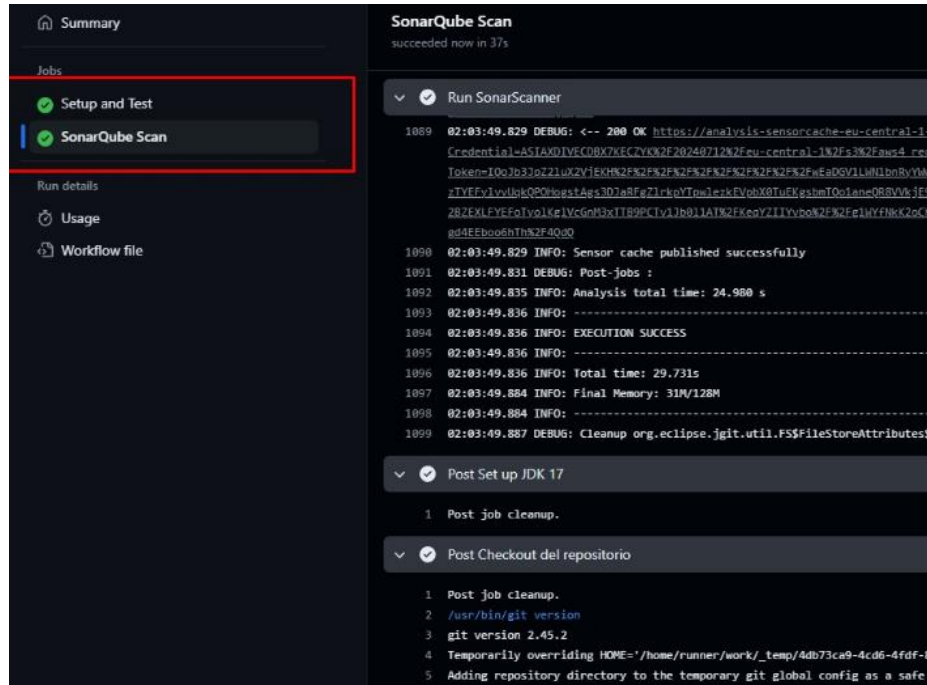 Summary
Jobs
Setup and Test
SonarQube Scan
Run details
Usage
Workflow file
SonarQube Scan
succeeded now in 37s
Run SonarScanner
1089 02:03:49.829 DEBUG: <-- 200 OK https://analysis-sensorcache-eu-central-1-
1090 02:03:49.829 INFO: Sensor cache published successfully
1091 02:03:49.831 DEBUG: Post-jobs :
1092 02:03:49.835 INFO: Analysis total time: 24.980 s
1093 02:03:49.836 INFO: ------------------------------------------------
1094 02:03:49.836 INFO: EXECUTION SUCCESS
1095 02:03:49.836 INFO: ------------------------------------------------
1096 02:03:49.836 INFO: Total time: 29.731s
1097 02:03:49.884 INFO: Final Memory: 31M/128M
1098 02:03:49.884 INFO: ------------------------------------------------
1099 02:03:49.887 DEBUG: Cleanup org.eclipse.jgit.util.FS$FileStoreAttributes$
Post Set up JDK 17
1 Post job cleanup.
Post Checkout del repositorio
1 Post job cleanup.
2 /usr/bin/git version
3 git version 2.45.2
4 Temporarily overriding HOME='/home/runner/work/_temp/4db73ca9-4cd6-4fdf-
5 Adding repository directory to the temporary git global config as a safe